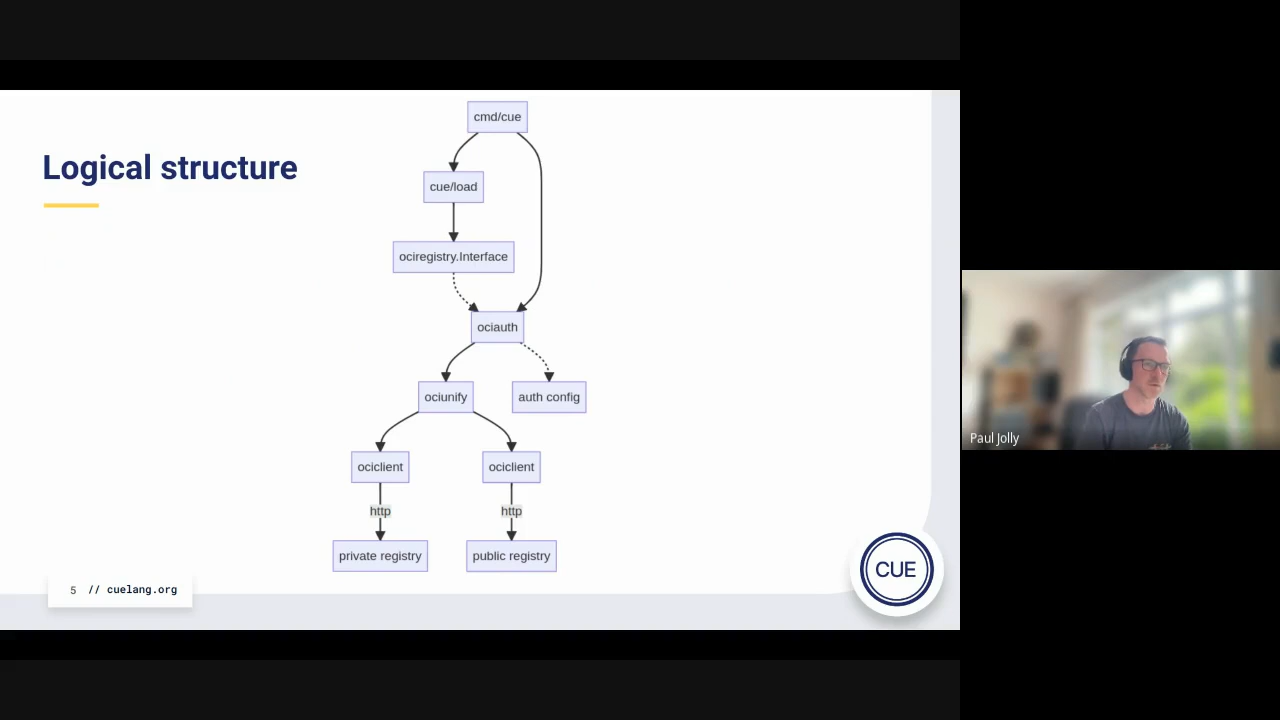 Logical structure
cmd/cue
cue/load
ociregistry.Interface
ociauth
ociunify
auth config
ociclient
ociclient
http
http
private registry
public registry
5 // cuelang.org
CUE
Paul Jolly